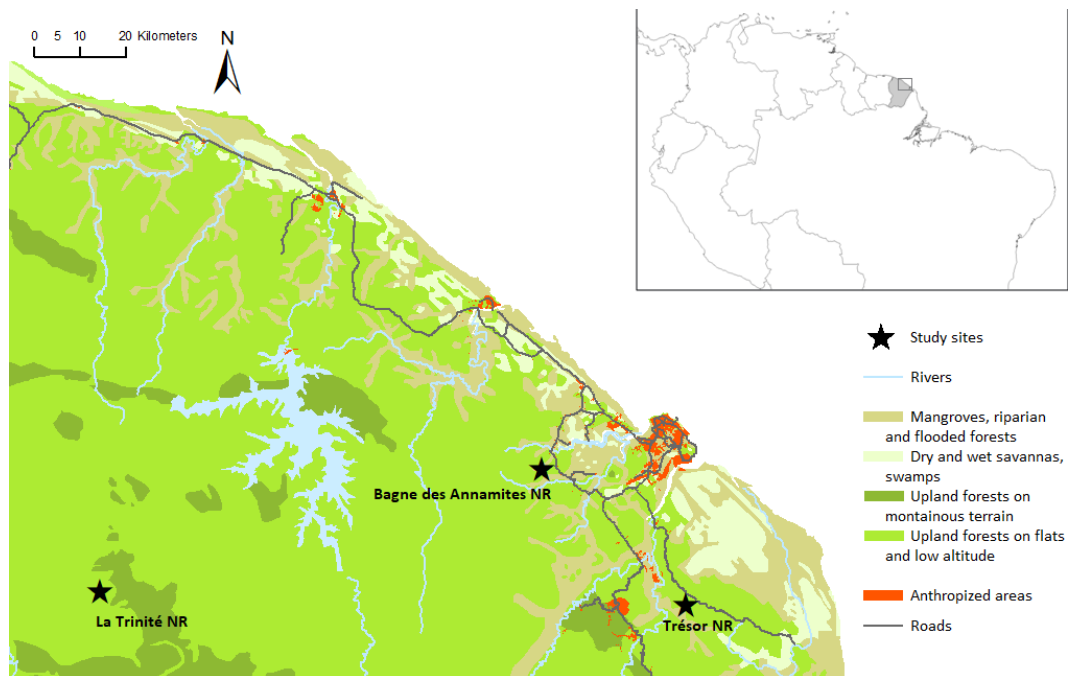 0 5 10 20 Kilometers
N
Study sites
Rivers
Mangroves, riparian
and flooded forests
Dry and wet savannas,
swamps
Upland forests on
montainous terrain
Upland forests on flats
and low altitude
Anthropized areas
Roads
Bagne des Annamites NR
La Trinité NR
Trésor NR